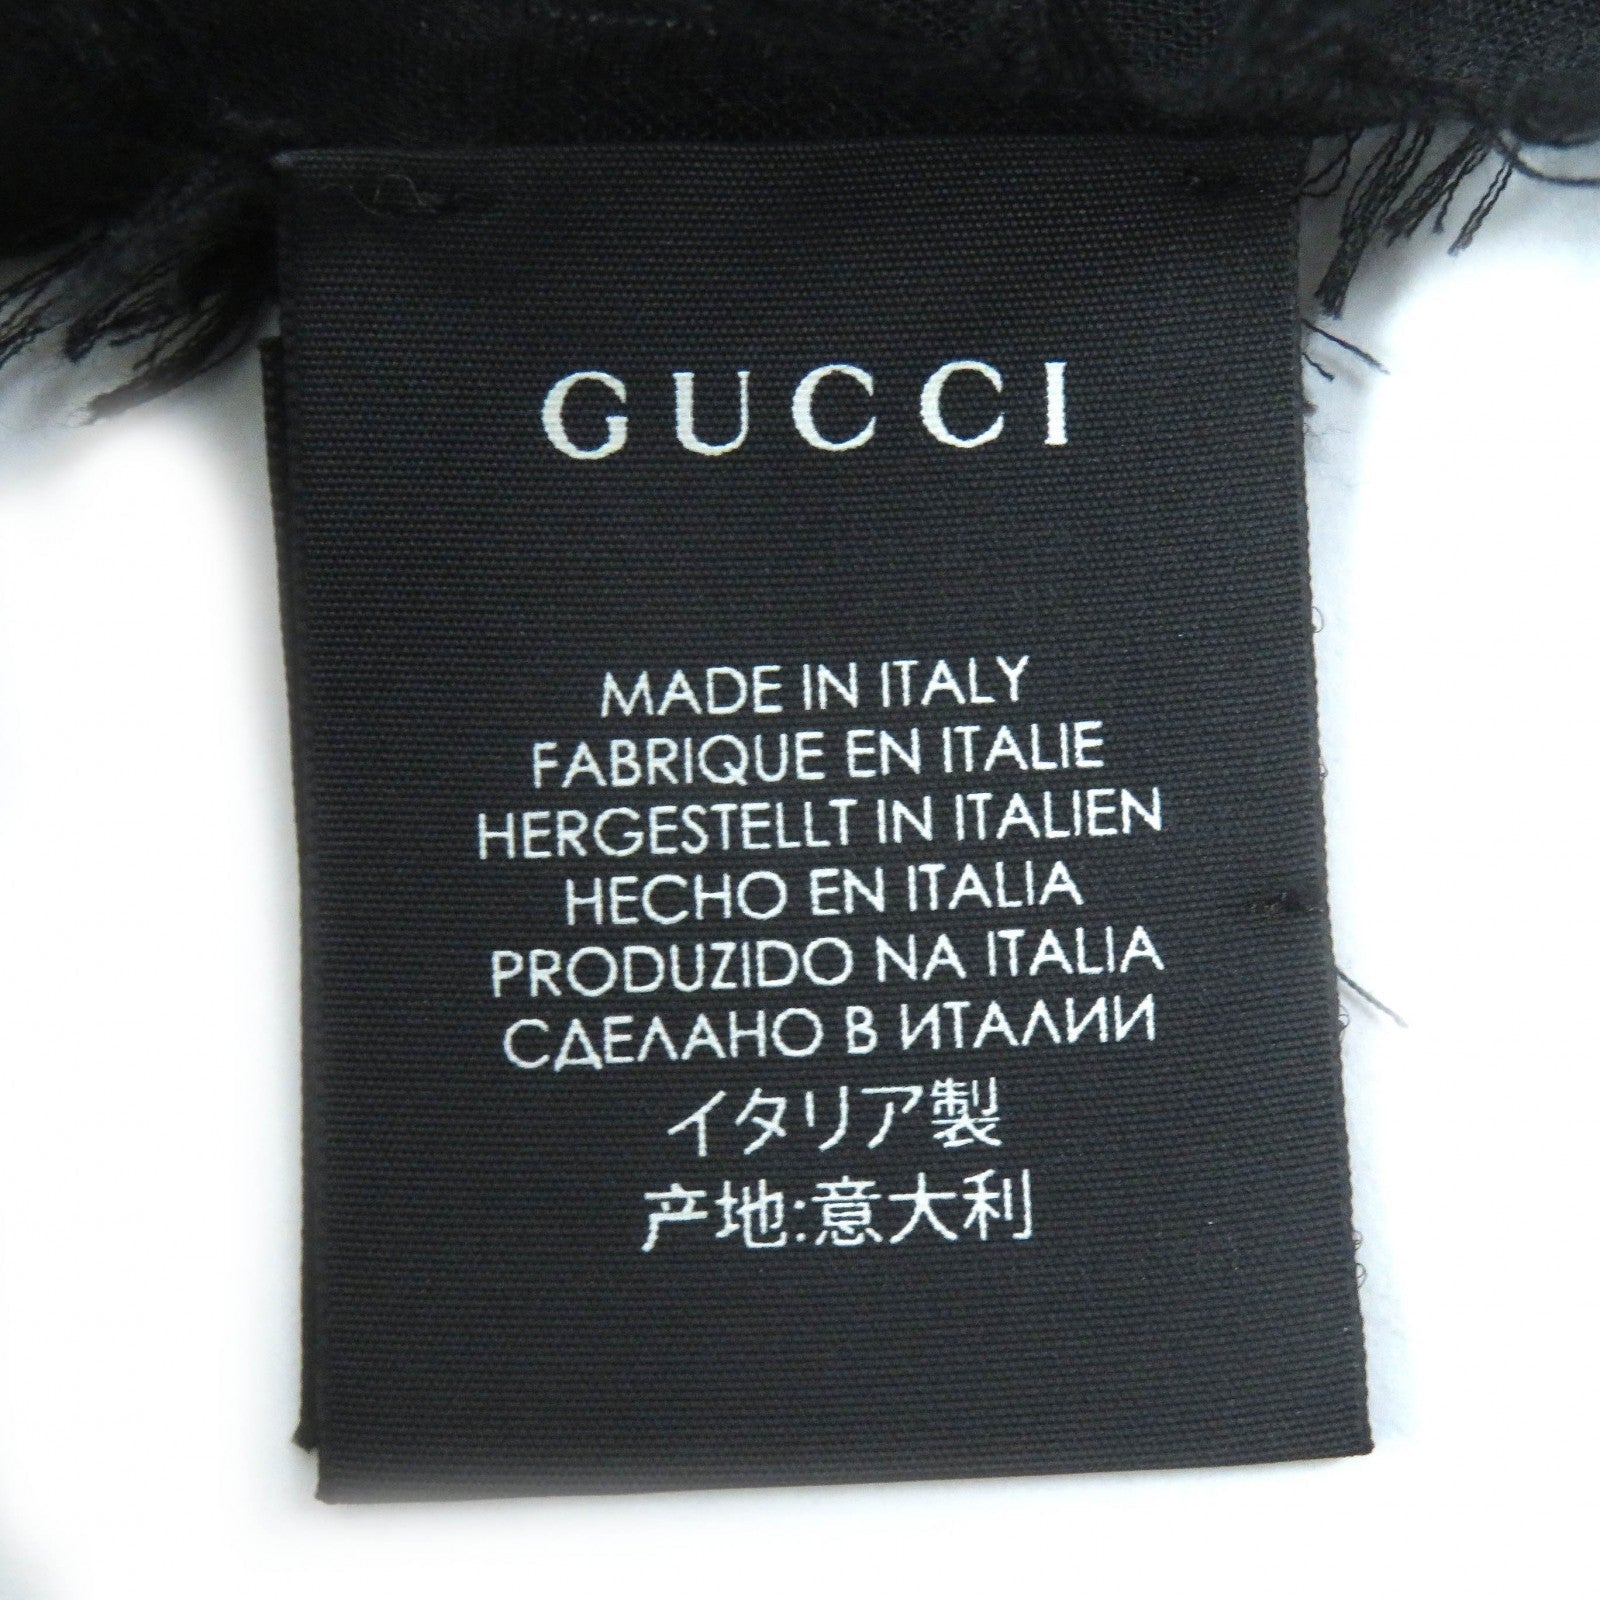 GUCCI
MADE IN ITALY
FABRIQUE EN ITALIE
HERGESTELLT IN ITALIEN
HECHO EN ITALIA
PRODUZIDO NA ITALIA
СДЕЛАНО В ИТАЛИИ
イタリア製
产地:意大利